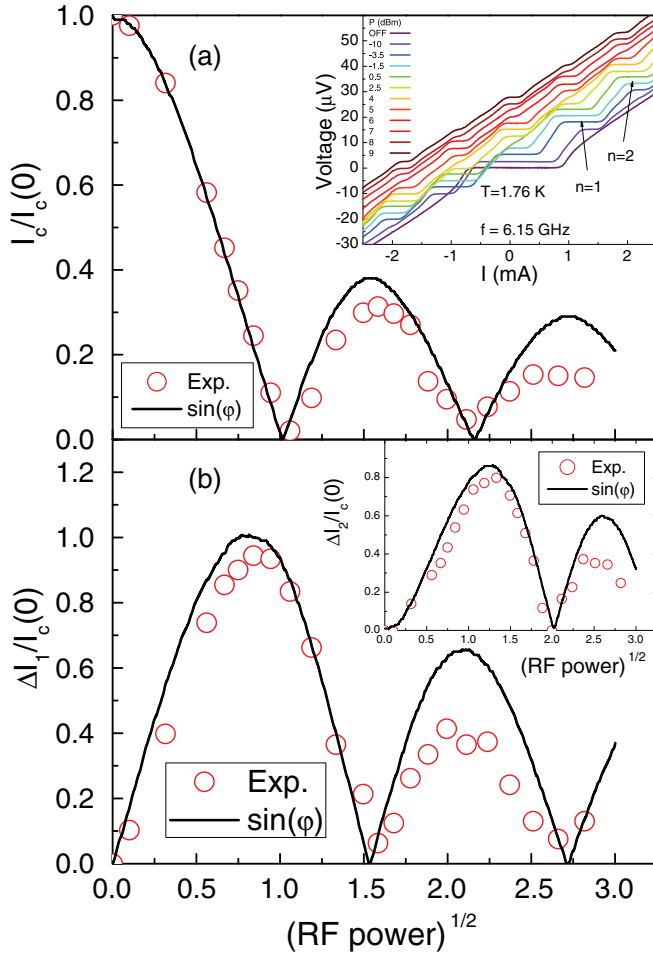 (a)
I_c/I_c(0)
1.0
0.8
0.6
0.4
0.2
0.0
Exp.
sin(φ)
P (dBm)
OFF
-10
-3.5
-1.5
0.5
2.5
4
5
6
7
8
9
Voltage (μV)
50
40
30
20
10
0
-10
-20
-30
T=1.76 K
f = 6.15 GHz
n=1
n=2
-2 -1 0 1 2
I (mA)
(b)
ΔI_1/I_c(0)
1.2
1.0
0.8
0.6
0.4
0.2
0.0
Exp.
sin(φ)
ΔI_2/I_c(0)
0.8
0.6
0.4
0.2
0.0
Exp.
sin(φ)
0.0 0.5 1.0 1.5 2.0 2.5 3.0
(RF power)^1/2
0.0 0.5 1.0 1.5 2.0 2.5 3.0
(RF power)^1/2